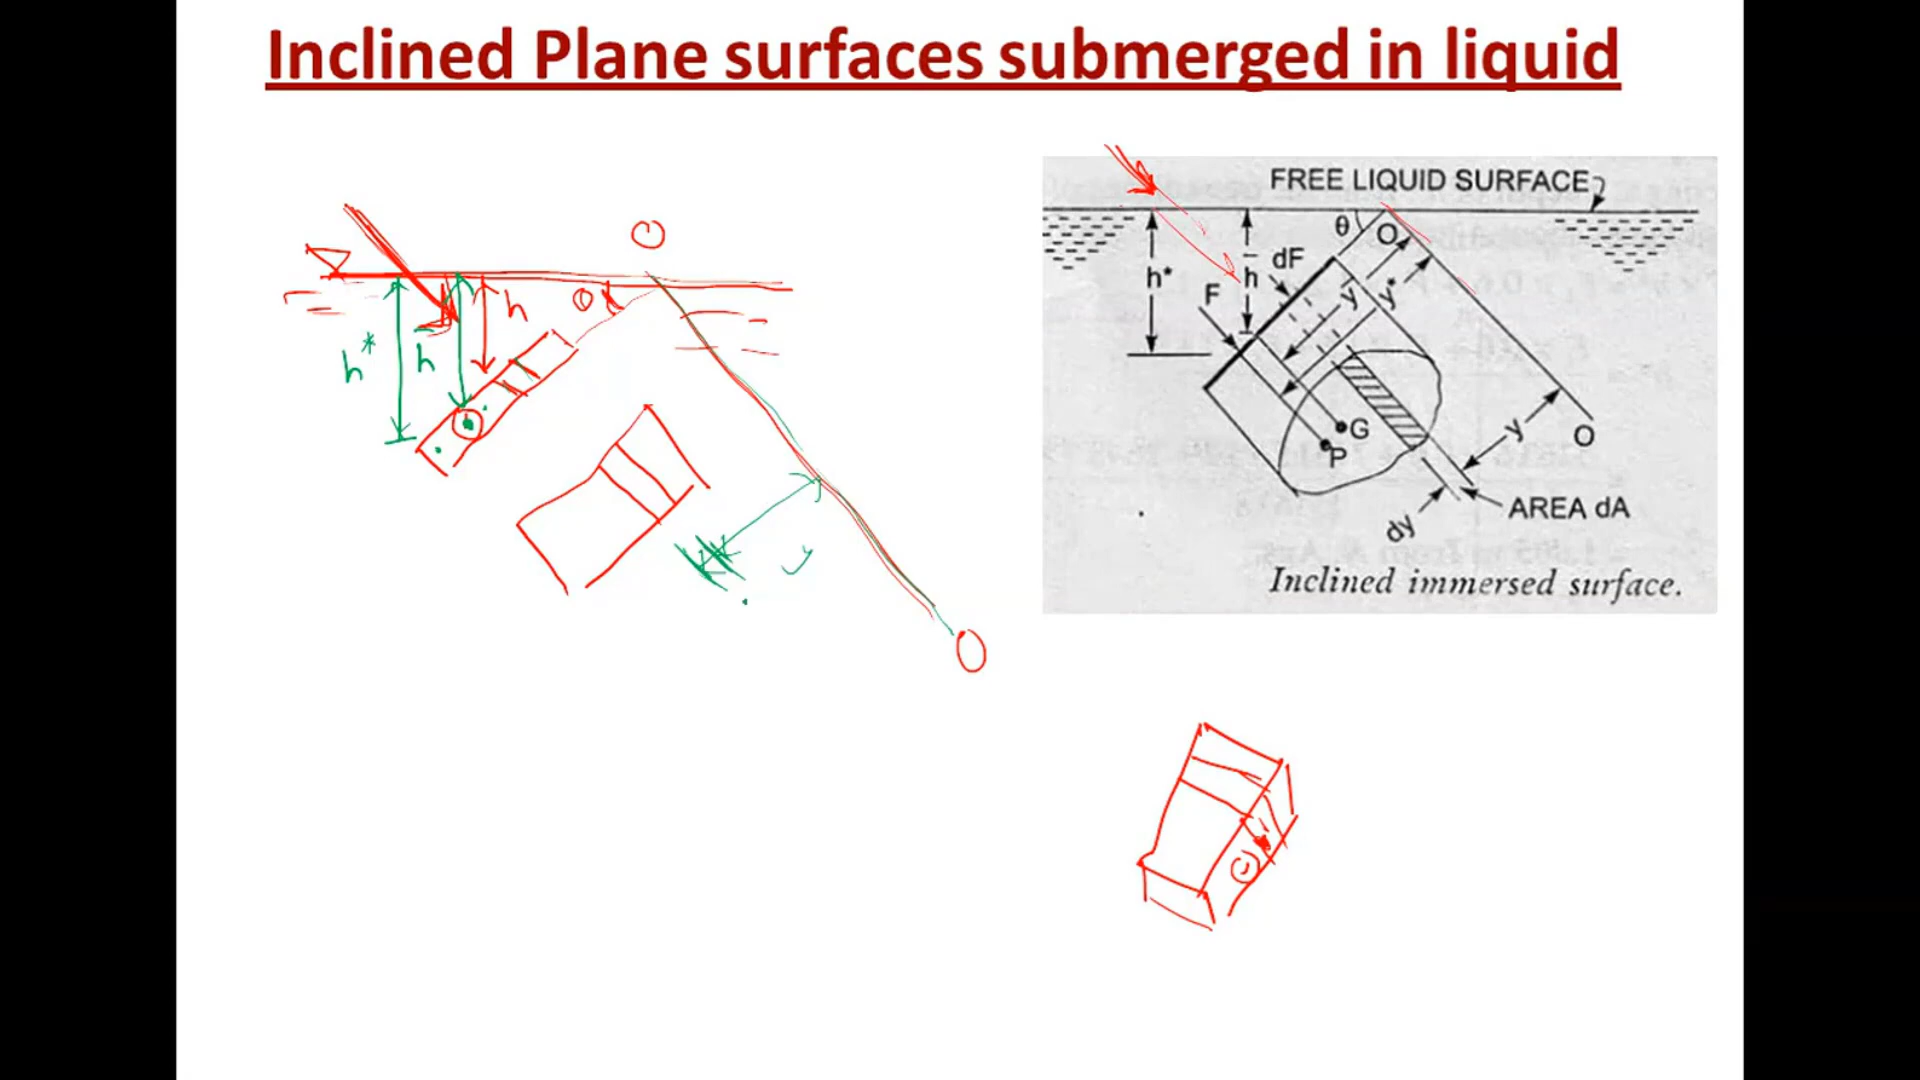 Inclined Plane surfaces submerged in liquid
O
θ
h
h̄
h*
y
O
FREE LIQUID SURFACE
θ
O
dF
h*
h̄
F
y
y*
G
P
y
O
AREA dA
dy
Inclined immersed surface.